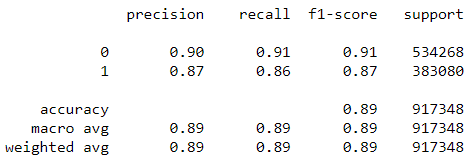 precision recall f1-score support
0 0.90 0.91 0.91 534268
1 0.87 0.86 0.87 383080
accuracy 0.89 917348
macro avg 0.89 0.89 0.89 917348
weighted avg 0.89 0.89 0.89 917348